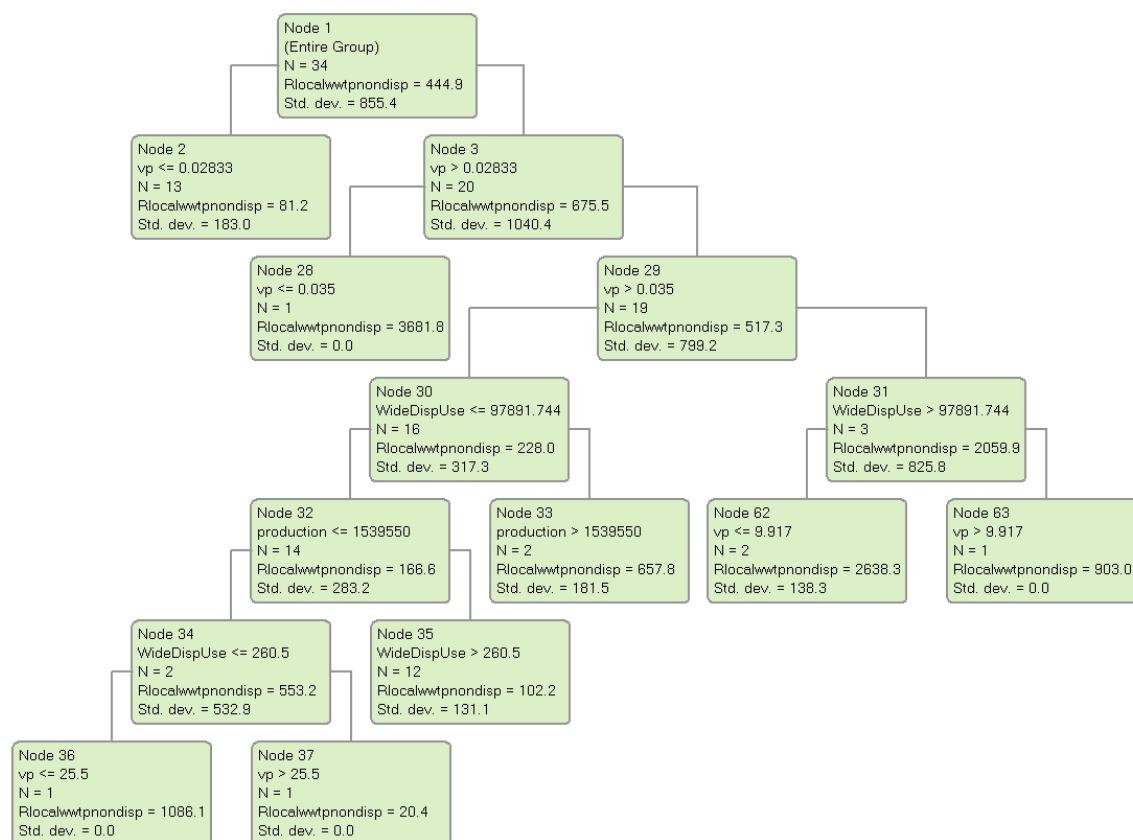 Node 1
(Entire Group)
N = 34
Rlocalwwtpnondisp = 444.9
Std. dev. = 855.4
Node 2
vp <= 0.02833
N = 13
Rlocalwwtpnondisp = 81.2
Std. dev. = 183.0
Node 3
vp > 0.02833
N = 20
Rlocalwwtpnondisp = 675.5
Std. dev. = 1040.4
Node 28
vp <= 0.035
N = 1
Rlocalwwtpnondisp = 3681.8
Std. dev. = 0.0
Node 29
vp > 0.035
N = 19
Rlocalwwtpnondisp = 517.3
Std. dev. = 799.2
Node 30
WideDispUse <= 97891.744
N = 16
Rlocalwwtpnondisp = 228.0
Std. dev. = 317.3
Node 31
WideDispUse > 97891.744
N = 3
Rlocalwwtpnondisp = 2059.9
Std. dev. = 825.8
Node 32
production <= 1539550
N = 14
Rlocalwwtpnondisp = 166.6
Std. dev. = 283.2
Node 33
production > 1539550
N = 2
Rlocalwwtpnondisp = 657.8
Std. dev. = 181.5
Node 62
vp <= 9.917
N = 2
Rlocalwwtpnondisp = 2638.3
Std. dev. = 138.3
Node 63
vp > 9.917
N = 1
Rlocalwwtpnondisp = 903.0
Std. dev. = 0.0
Node 34
WideDispUse <= 260.5
N = 2
Rlocalwwtpnondisp = 553.2
Std. dev. = 532.9
Node 35
WideDispUse > 260.5
N = 12
Rlocalwwtpnondisp = 102.2
Std. dev. = 131.1
Node 36
vp <= 25.5
N = 1
Rlocalwwtpnondisp = 1086.1
Std. dev. = 0.0
Node 37
vp > 25.5
N = 1
Rlocalwwtpnondisp = 20.4
Std. dev. = 0.0